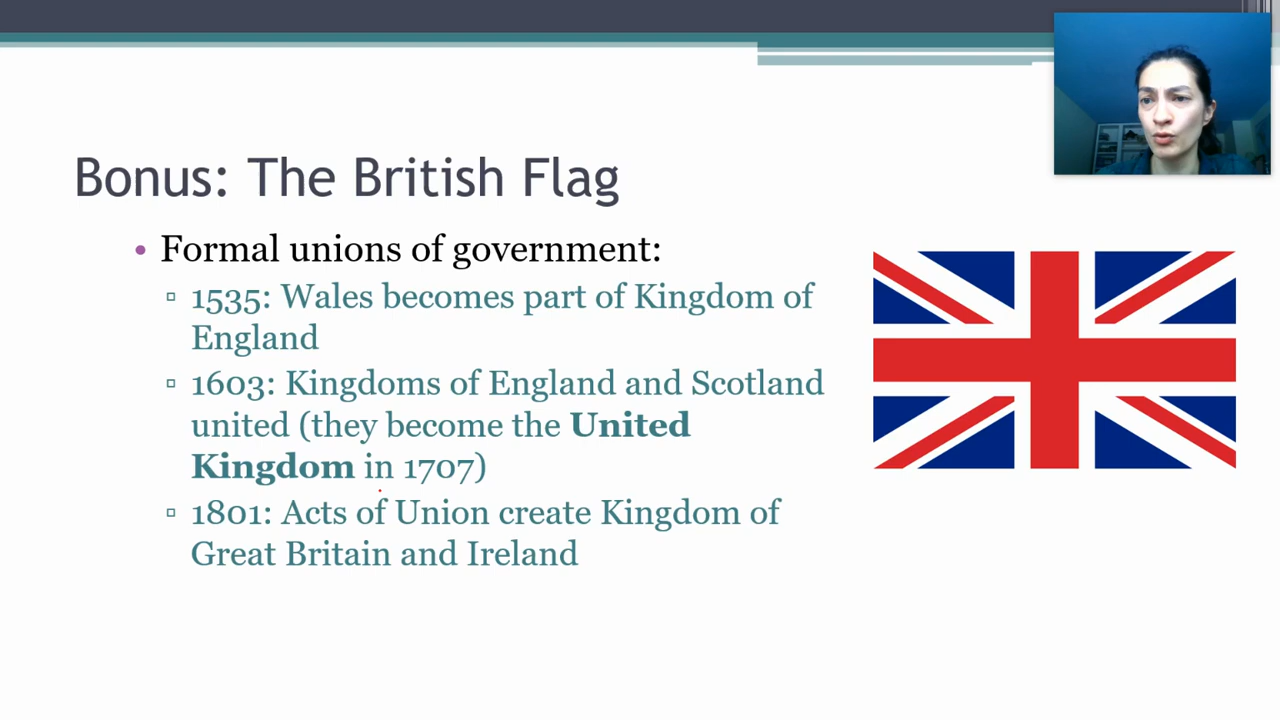 Bonus: The British Flag
• Formal unions of government:
▫ 1535: Wales becomes part of Kingdom of
England
▫ 1603: Kingdoms of England and Scotland
united (they become the United
Kingdom in 1707)
▫ 1801: Acts of Union create Kingdom of
Great Britain and Ireland